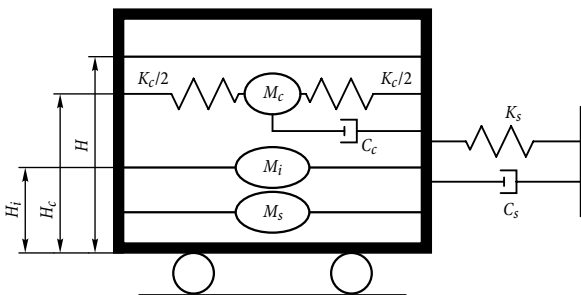 K_c/2
K_c/2
M_c
K_s
H
C_c
H_c
M_i
H_i
M_s
C_s